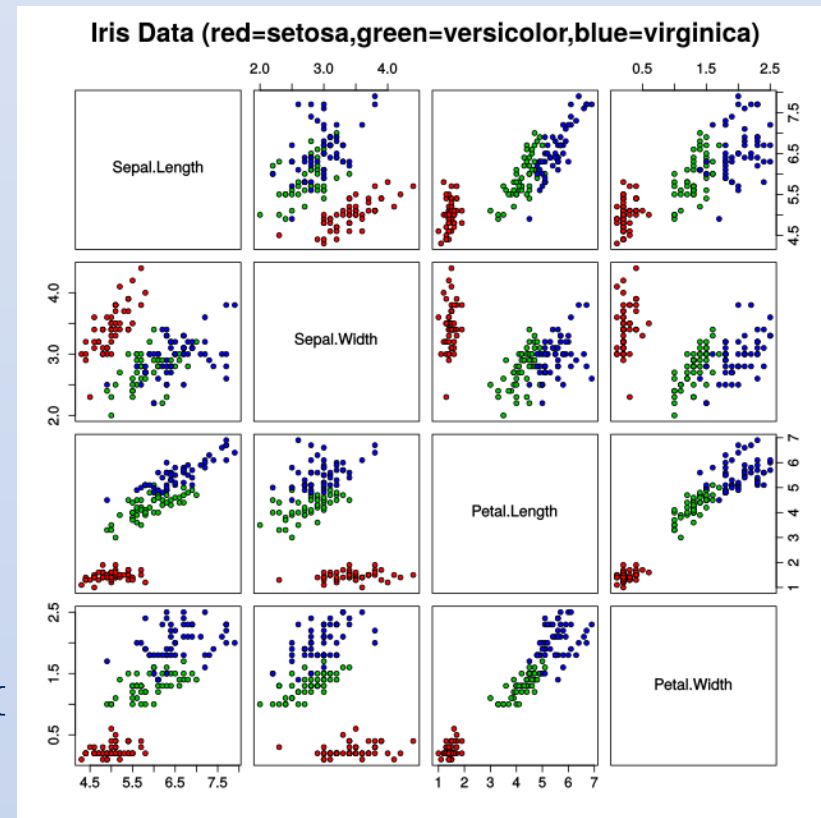 Iris Data (red=setosa,green=versicolor,blue=virginica)
2.0 3.0 4.0 0.5 1.5 2.5
Sepal.Length
4.5 5.5 6.5 7.5
2.0 3.0 4.0
Sepal.Width
Petal.Length
1 2 3 4 5 6 7
0.5 1.5 2.5
Petal.Width
4.5 5.5 6.5 7.5 1 2 3 4 5 6 7